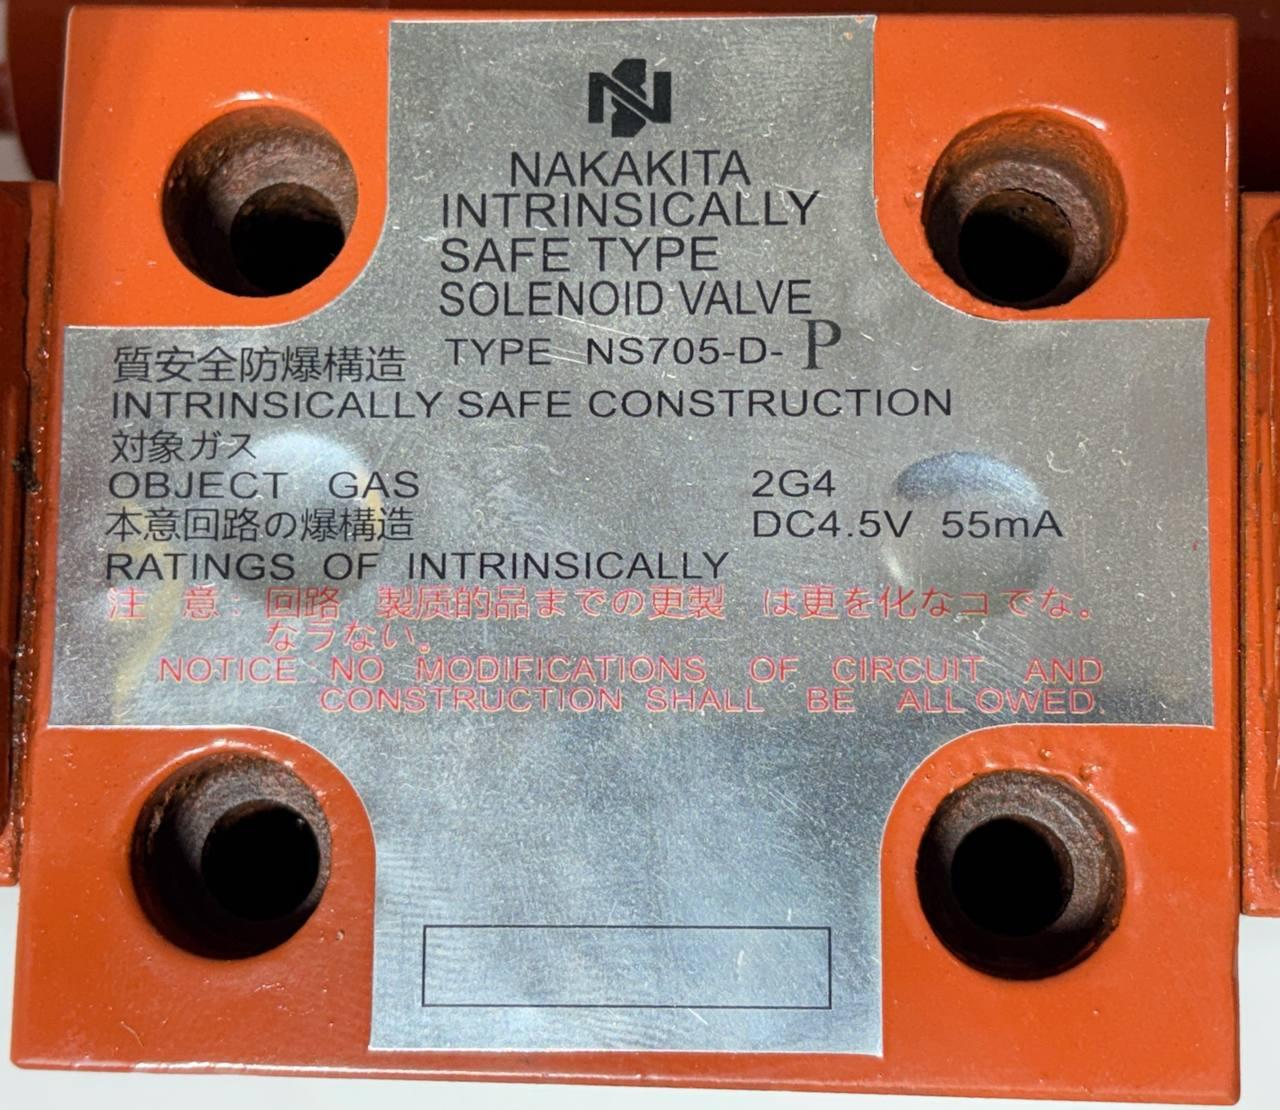 NAKAKITA
INTRINSICALLY
SAFE TYPE
SOLENOID VALVE
質安全防爆構造 TYPE NS705-D- P
INTRINSICALLY SAFE CONSTRUCTION
対象ガス
OBJECT GAS 2G4
本意回路の爆構造 DC4.5V 55mA
RATINGS OF INTRINSICALLY
注 意: 回路 製质的品までの更製 は更を化なコでな。
なラない。
NOTICE: NO MODIFICATIONS OF CIRCUIT AND
CONSTRUCTION SHALL BE ALL OWED.